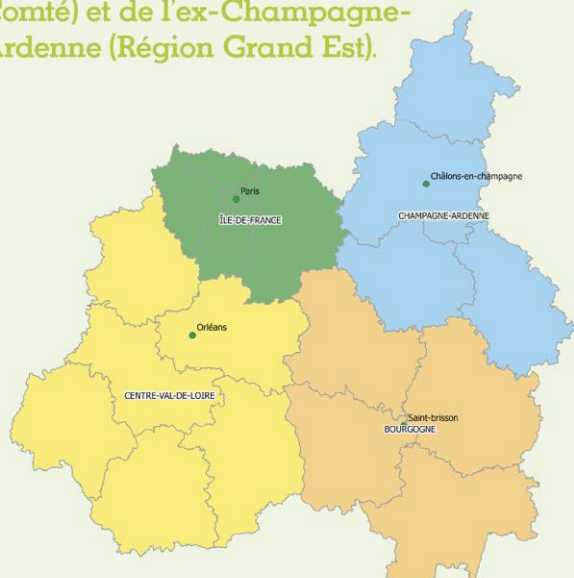 Comté) et de l'ex-Champagne-
Ardenne (Région Grand Est).
Châlons-en-champagne
Paris
CHAMPAGNE-ARDENNE
ÎLE-DE-FRANCE
Orléans
CENTRE-VAL-DE-LOIRE
Saint-brisson
BOURGOGNE